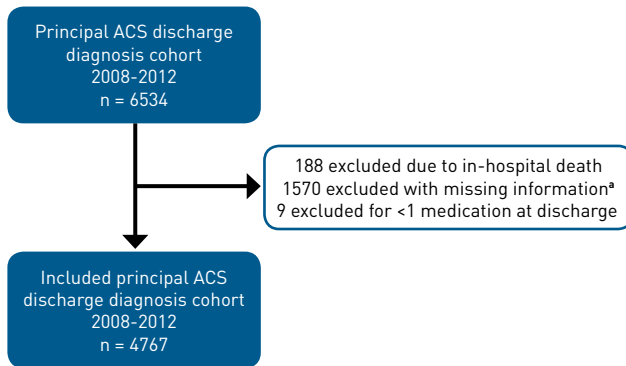 Principal ACS discharge
diagnosis cohort
2008-2012
n = 6534
188 excluded due to in-hospital death
1570 excluded with missing informationᵃ
9 excluded for <1 medication at discharge
Included principal ACS
discharge diagnosis cohort
2008-2012
n = 4767